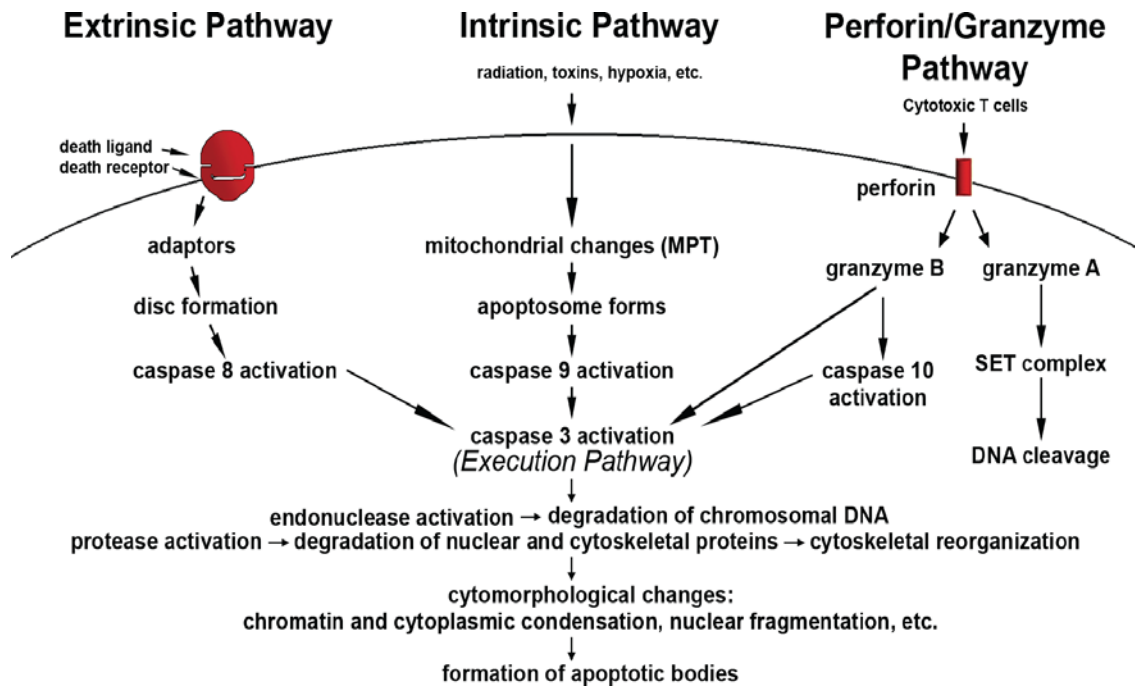 Extrinsic Pathway
Intrinsic Pathway
Perforin/Granzyme
Pathway
radiation, toxins, hypoxia, etc.
Cytotoxic T cells
death ligand
death receptor
perforin
adaptors
mitochondrial changes (MPT)
granzyme B
granzyme A
disc formation
apoptosome forms
caspase 8 activation
caspase 9 activation
caspase 10
activation
SET complex
caspase 3 activation
(Execution Pathway)
DNA cleavage
endonuclease activation → degradation of chromosomal DNA
protease activation → degradation of nuclear and cytoskeletal proteins → cytoskeletal reorganization
cytomorphological changes:
chromatin and cytoplasmic condensation, nuclear fragmentation, etc.
formation of apoptotic bodies